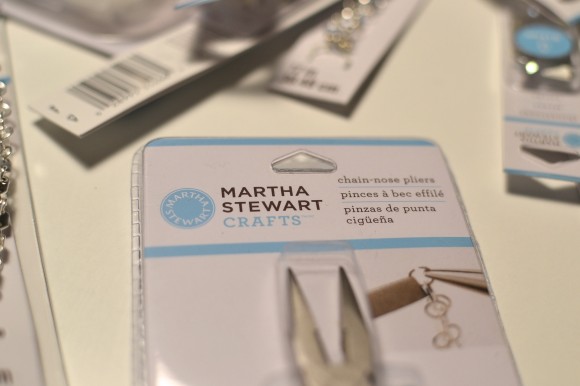 MARTHA
STEWART
MARTHA
STEWART
CRAFTS
chain-nose pliers
pinces à bec effilé
pinzas de punta
cigüeña